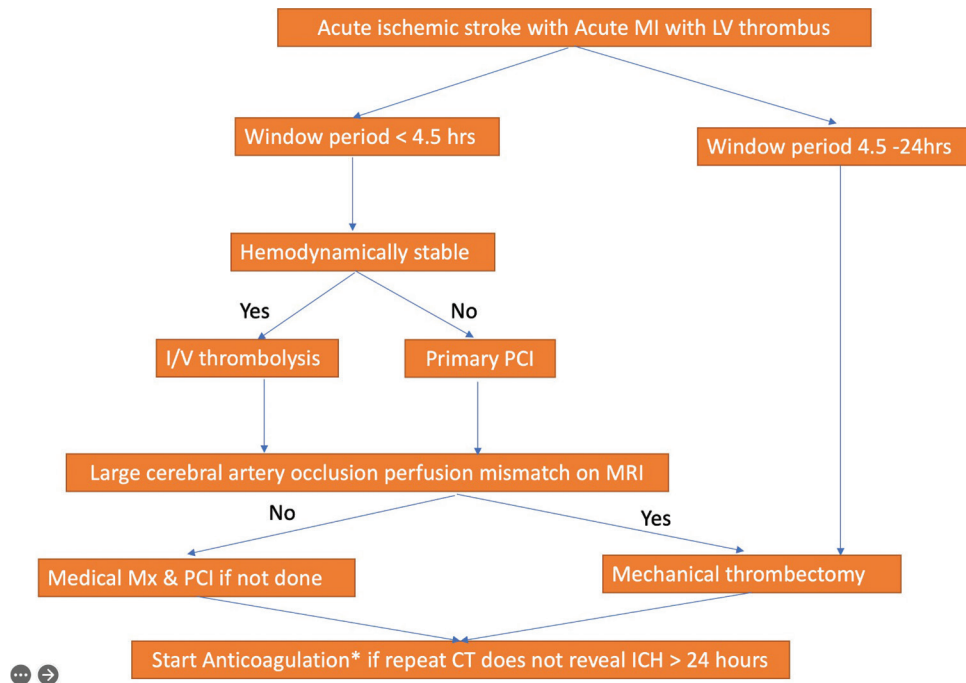 Acute ischemic stroke with Acute MI with LV thrombus
Window period < 4.5 hrs
Window period 4.5 -24hrs
Hemodynamically stable
Yes
No
I/V thrombolysis
Primary PCI
Large cerebral artery occlusion perfusion mismatch on MRI
No
Yes
Medical Mx & PCI if not done
Mechanical thrombectomy
Start Anticoagulation* if repeat CT does not reveal ICH > 24 hours